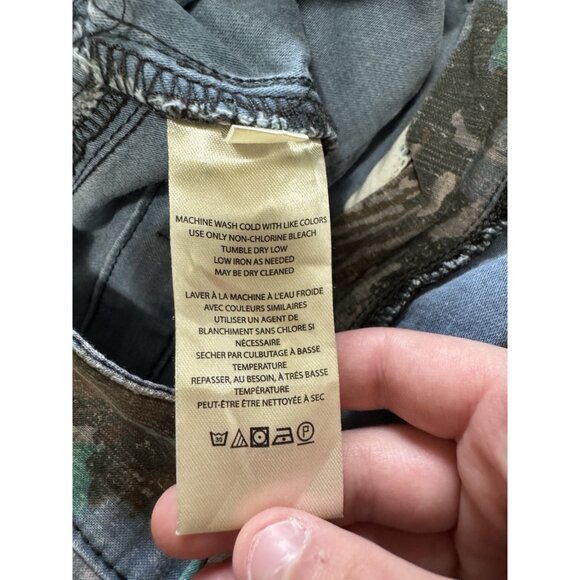 MACHINE WASH COLD WITH LIKE COLORS
USE ONLY NON-CHLORINE BLEACH
TUMBLE DRY LOW
LOW IRON AS NEEDED
MAY BE DRY CLEANED
LAVER À LA MACHINE À L'EAU FROIDE
AVEC COULEURS SIMILAIRES
UTILISER UN AGENT DE
BLANCHIMENT SANS CHLORE SI
NÉCESSAIRE
SECHER PAR CULBUTAGE À BASSE
TEMPERATURE
REPASSER, AU BESOIN, À TRÈS BASSE
TEMPÉRATURE
PEUT-ÊTRE ÊTRE NETTOYÉE À SEC
30 P